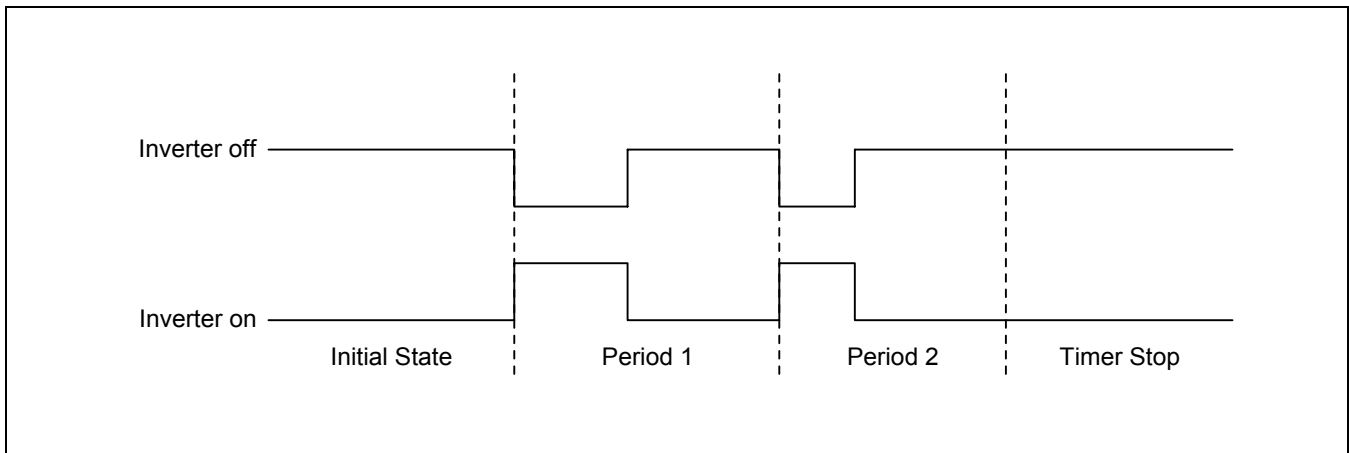 Inverter off
Inverter on
Initial State
Period 1
Period 2
Timer Stop